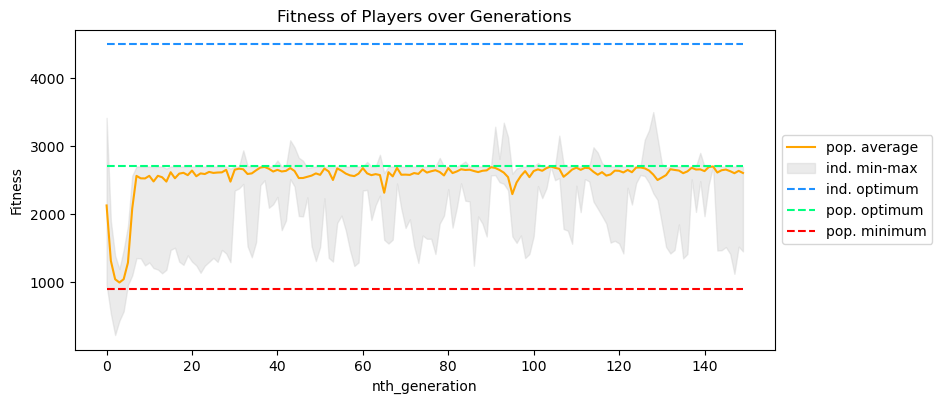 Fitness of Players over Generations
Fitness
4000
3000
2000
1000
0
20
40
60
80
100
120
140
nth_generation
pop. average
ind. min-max
ind. optimum
pop. optimum
pop. minimum